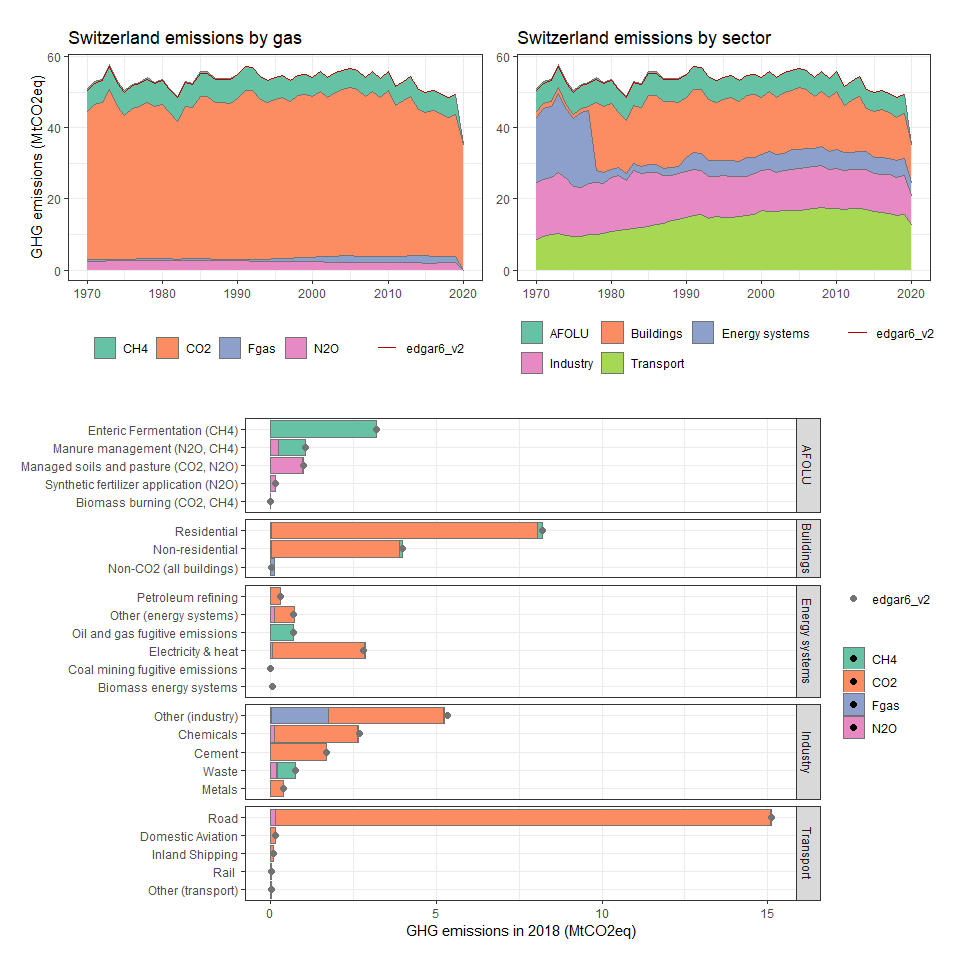 Switzerland emissions by gas
GHG emissions (MtCO2eq)
60
40
20
0
1970 1980 1990 2000 2010 2020
CH4 CO2 Fgas N2O edgar6_v2
Switzerland emissions by sector
60
40
20
0
1970 1980 1990 2000 2010 2020
AFOLU Buildings Energy systems edgar6_v2
Industry Transport
Enteric Fermentation (CH4)
Manure management (N2O, CH4)
Managed soils and pasture (CO2, N2O)
Synthetic fertilizer application (N2O)
Biomass burning (CO2, CH4)
AFOLU
Residential
Non-residential
Non-CO2 (all buildings)
Buildings
Petroleum refining
Other (energy systems)
Oil and gas fugitive emissions
Electricity & heat
Coal mining fugitive emissions
Biomass energy systems
Energy systems
Other (industry)
Chemicals
Cement
Waste
Metals
Industry
Road
Domestic Aviation
Inland Shipping
Rail
Other (transport)
Transport
0 5 10 15
GHG emissions in 2018 (MtCO2eq)
edgar6_v2
CH4
CO2
Fgas
N2O